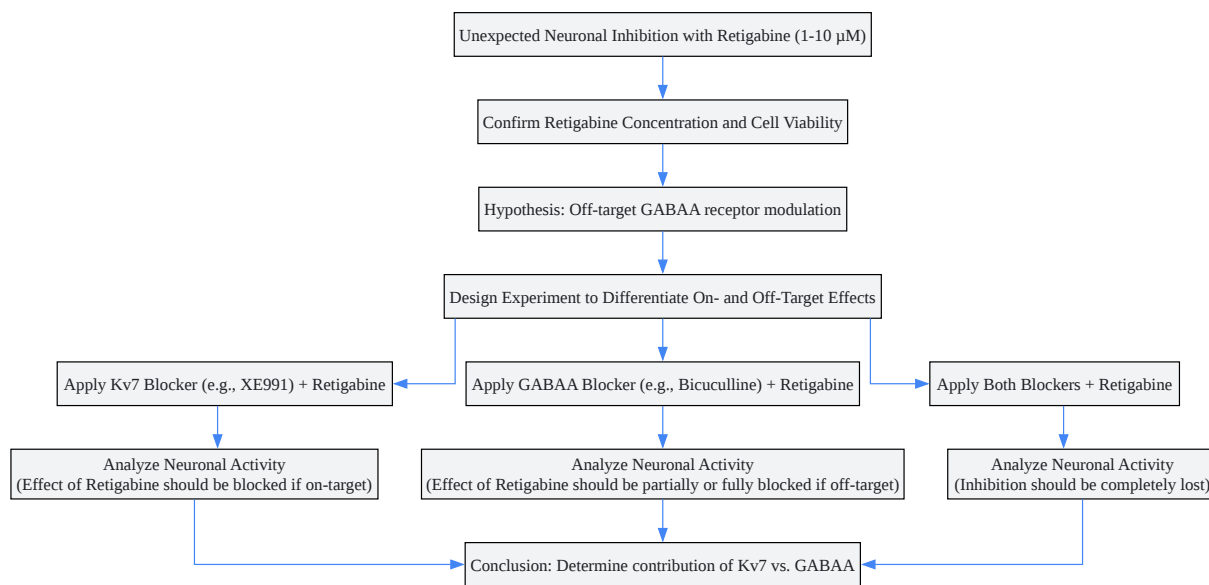 Unexpected Neuronal Inhibition with Retigabine (1-10 µM)
Confirm Retigabine Concentration and Cell Viability
Hypothesis: Off-target GABAA receptor modulation
Design Experiment to Differentiate On- and Off-Target Effects
Apply Kv7 Blocker (e.g., XE991) + Retigabine
Apply GABAA Blocker (e.g., Bicuculline) + Retigabine
Apply Both Blockers + Retigabine
Analyze Neuronal Activity
(Effect of Retigabine should be blocked if on-target)
Analyze Neuronal Activity
(Effect of Retigabine should be partially or fully blocked if off-target)
Analyze Neuronal Activity
(Inhibition should be completely lost)
Conclusion: Determine contribution of Kv7 vs. GABAA